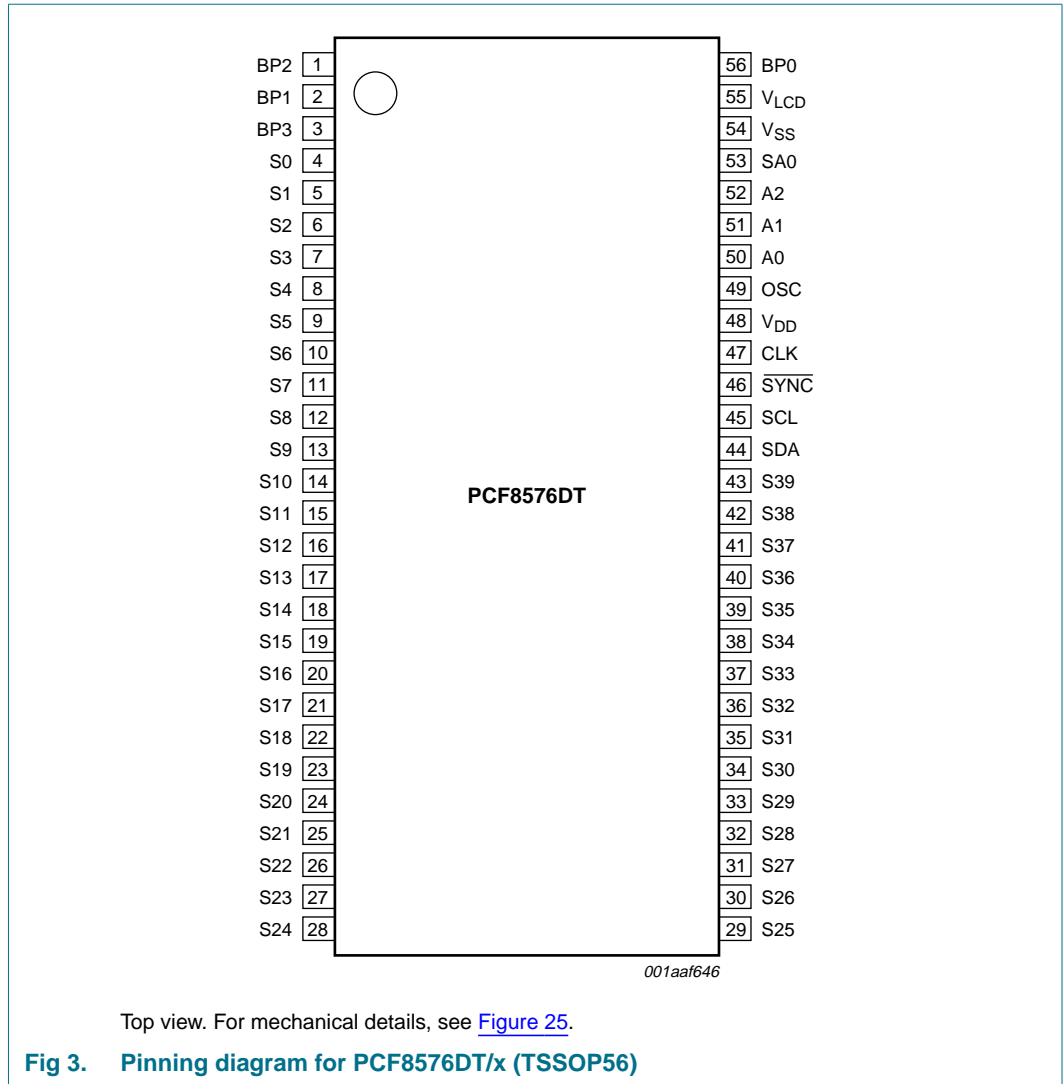 BP2 1 56 BP0
BP1 2 55 VLCD
BP3 3 54 VSS
S0 4 53 SA0
S1 5 52 A2
S2 6 51 A1
S3 7 50 A0
S4 8 49 OSC
S5 9 48 VDD
S6 10 47 CLK
S7 11 46 SYNC
S8 12 45 SCL
S9 13 44 SDA
S10 14 43 S39
PCF8576DT
S11 15 42 S38
S12 16 41 S37
S13 17 40 S36
S14 18 39 S35
S15 19 38 S34
S16 20 37 S33
S17 21 36 S32
S18 22 35 S31
S19 23 34 S30
S20 24 33 S29
S21 25 32 S28
S22 26 31 S27
S23 27 30 S26
S24 28 29 S25
001aaf646
Top view. For mechanical details, see Figure 25.
Fig 3. Pinning diagram for PCF8576DT/x (TSSOP56)